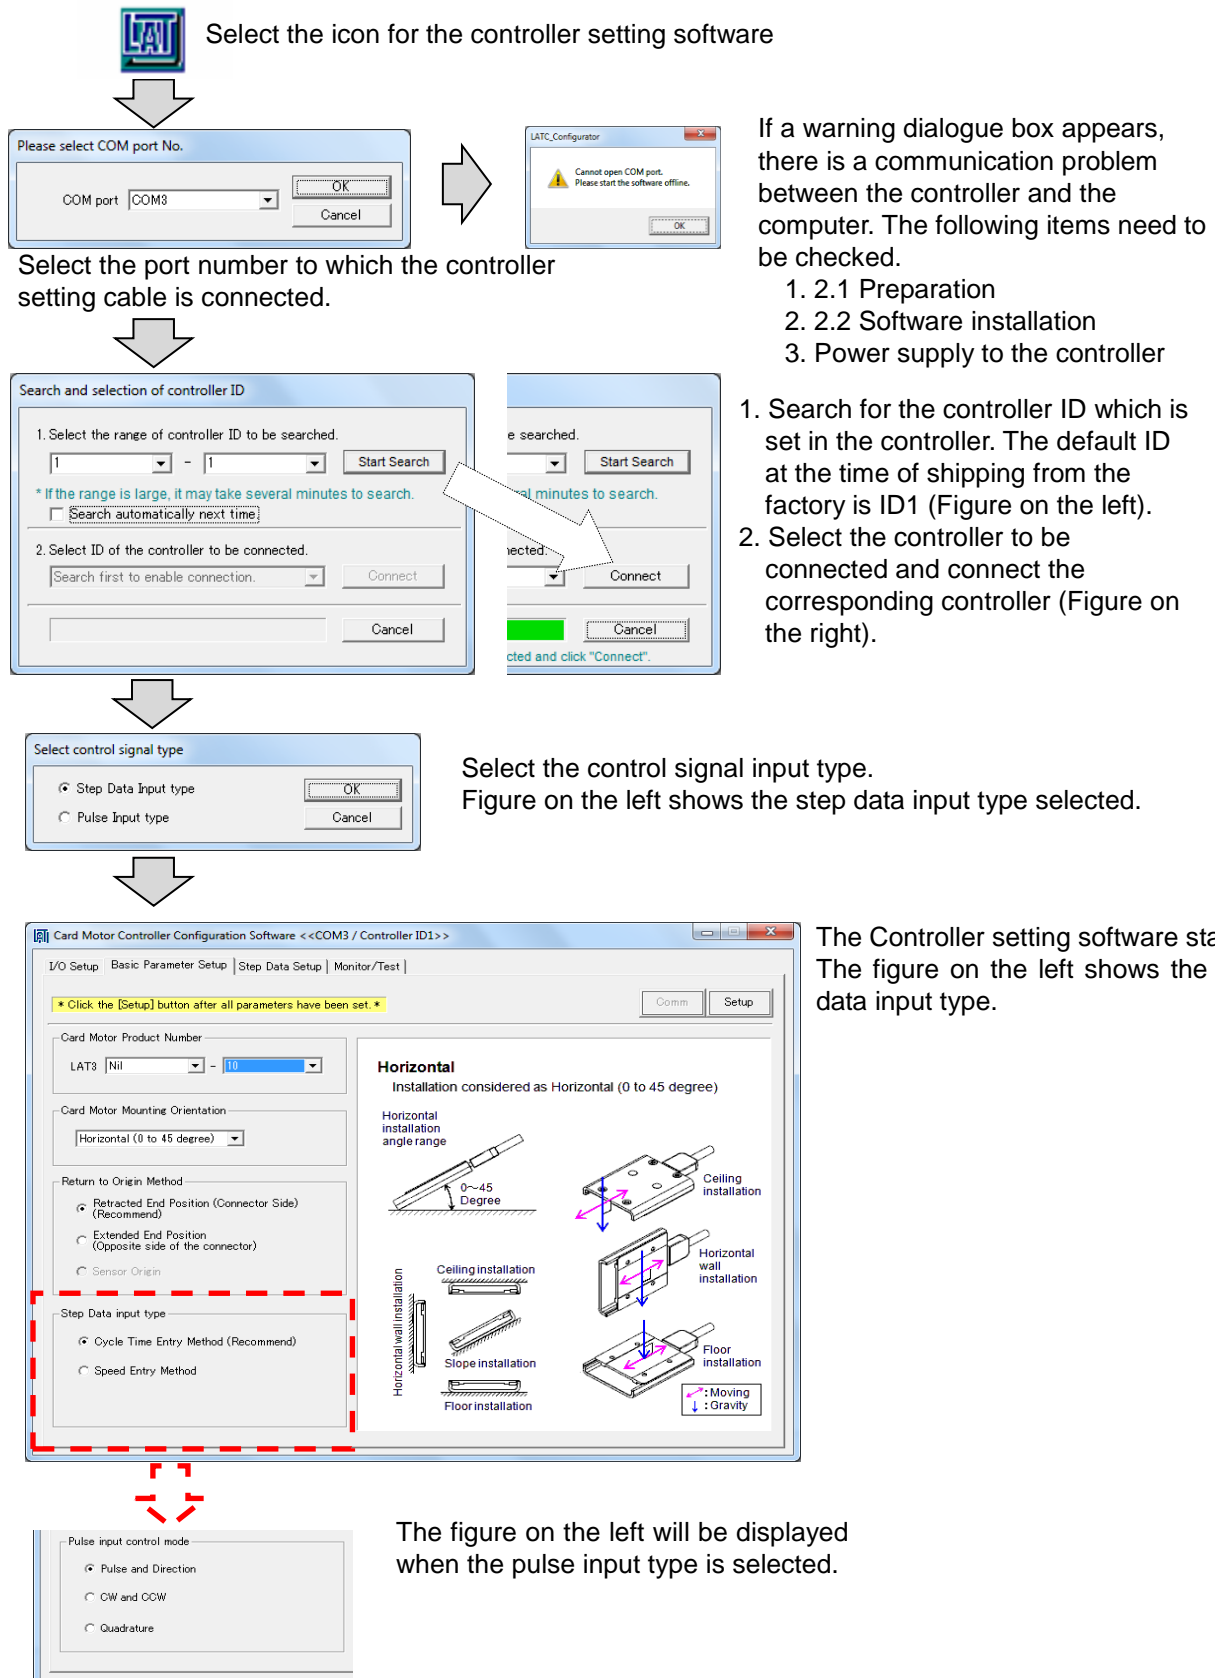 LAT
Select the icon for the controller setting software
Please select COM port No.
COM port COM3
OK
Cancel
LATC_Configurator
Cannot open COM port.
Please start the software offline.
OK
If a warning dialogue box appears,
there is a communication problem
between the controller and the
computer. The following items need to
be checked.
1. 2.1 Preparation
2. 2.2 Software installation
3. Power supply to the controller
Select the port number to which the controller
setting cable is connected.
Search and selection of controller ID
1. Select the range of controller ID to be searched.
1 - 1 Start Search
* If the range is large, it may take several minutes to search.
Search automatically next time.
2. Select ID of the controller to be connected.
Search first to enable connection. Connect
Cancel
e searched.
Start Search
al minutes to search.
nected.
Connect
Cancel
cted and click "Connect".
1. Search for the controller ID which is
set in the controller. The default ID
at the time of shipping from the
factory is ID1 (Figure on the left).
2. Select the controller to be
connected and connect the
corresponding controller (Figure on
the right).
Select control signal type
Step Data Input type
Pulse Input type
OK
Cancel
Select the control signal input type.
Figure on the left shows the step data input type selected.
Card Motor Controller Configuration Software <<COM3 / Controller ID1>>
I/O Setup Basic Parameter Setup Step Data Setup Monitor/Test
* Click the [Setup] button after all parameters have been set. *
Comm Setup
Card Motor Product Number
LAT3 Nil - 10
Card Motor Mounting Orientation
Horizontal (0 to 45 degree)
Return to Origin Method
Retracted End Position (Connector Side)
(Recommend)
Extended End Position
(Opposite side of the connector)
Sensor Origin
Step Data input type
Cycle Time Entry Method (Recommend)
Speed Entry Method
Horizontal
Installation considered as Horizontal (0 to 45 degree)
Horizontal
installation
angle range
0～45
Degree
Ceiling
installation
Horizontal
wall
installation
Floor
installation
Horizontal wall installation
Ceiling installation
Slope installation
Floor installation
: Moving
: Gravity
The Controller setting software sta
The figure on the left shows the
data input type.
Pulse input control mode
Pulse and Direction
CW and CCW
Quadrature
The figure on the left will be displayed
when the pulse input type is selected.